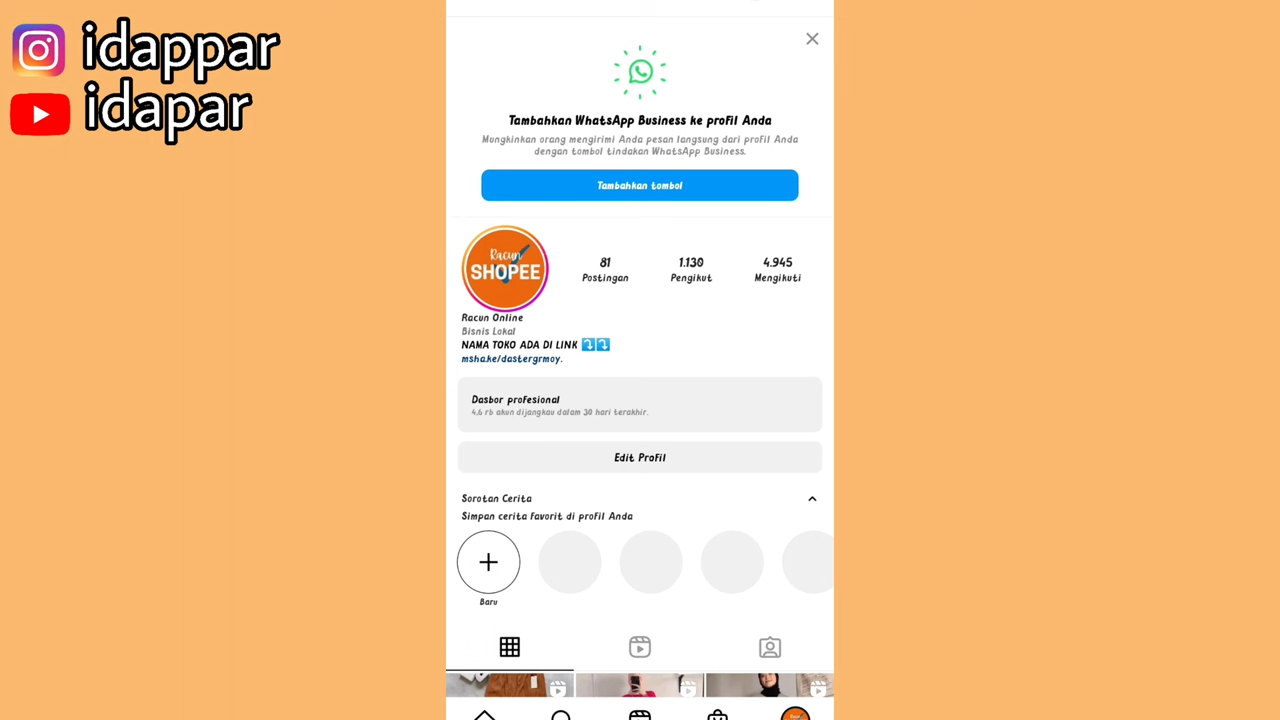 idappar
idapar
Tambahkan WhatsApp Business ke profil Anda
Mungkinkan orang mengirimi Anda pesan langsung dari profil Anda
dengan tombol tindakan WhatsApp Business.
Tambahkan tombol
Racun
SHOPEE
81
Postingan
1.130
Pengikut
4.945
Mengikuti
Racun Online
Bisnis Lokal
NAMA TOKO ADA DI LINK ⤵️⤵️
msha.ke/dastergrmoy.
Dasbor profesional
4,6 rb akun dijangkau dalam 30 hari terakhir.
Edit Profil
Sorotan Cerita
Simpan cerita favorit di profil Anda
Baru